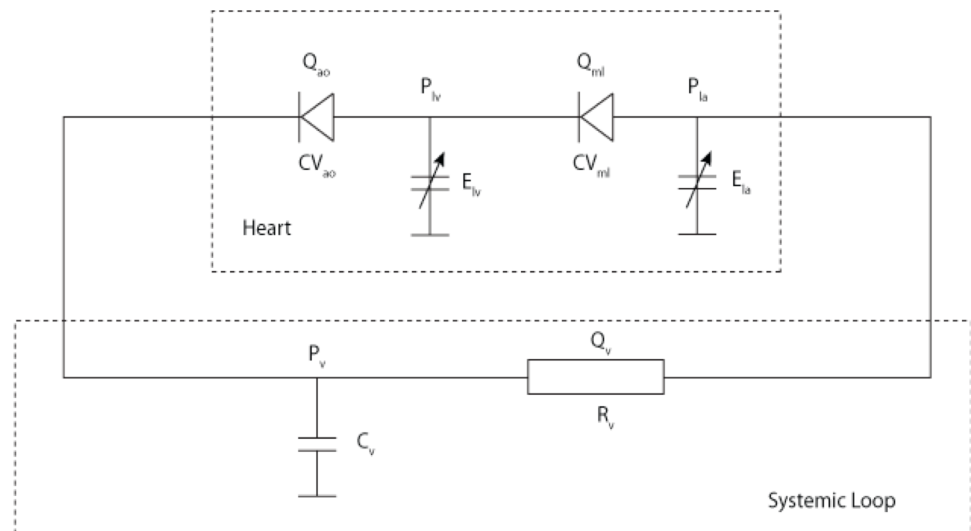 Q_ao
Q_ml
P_lv
P_la
CV_ao
CV_ml
E_lv
E_la
Heart
P_v
Q_v
C_v
R_v
Systemic Loop